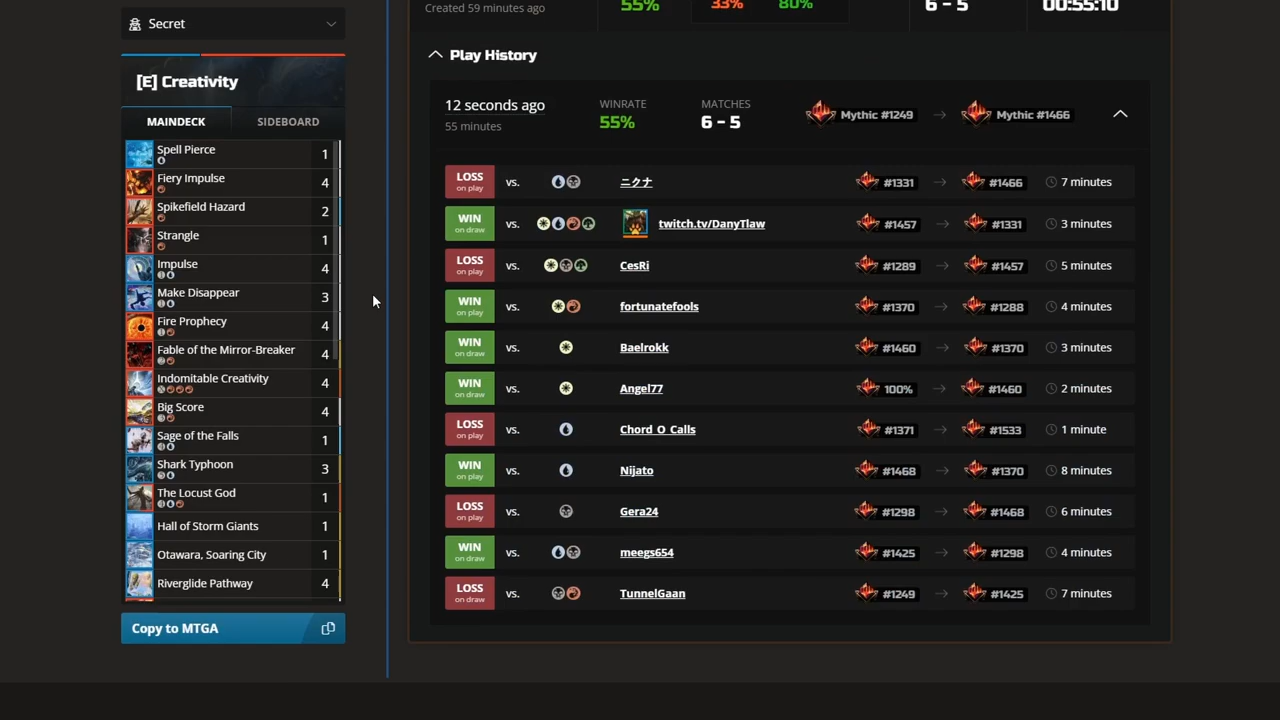 Secret
[E] Creativity
MAINDECK SIDEBOARD
Spell Pierce 1
Fiery Impulse 4
Spikefield Hazard 2
Strangle 1
Impulse 4
Make Disappear 3
Fire Prophecy 4
Fable of the Mirror-Breaker 4
Indomitable Creativity 4
Big Score 4
Sage of the Falls 1
Shark Typhoon 3
The Locust God 1
Hall of Storm Giants 1
Otawara, Soaring City 1
Riverglide Pathway 4
Copy to MTGA
Created 59 minutes ago 55% 33% 80% 6 - 5 00:55:10
Play History
12 seconds ago WINRATE MATCHES
55 minutes 55% 6 - 5 Mythic #1249 Mythic #1466
LOSS on play vs. ニクナ #1331 #1466 7 minutes
WIN on draw vs. twitch.tv/DanyTlaw #1457 #1331 3 minutes
LOSS on play vs. CesRi #1289 #1457 5 minutes
WIN on play vs. fortunatefools #1370 #1288 4 minutes
WIN on draw vs. Baelrokk #1460 #1370 3 minutes
WIN on draw vs. Angel77 100% #1460 2 minutes
LOSS on play vs. Chord O Calls #1371 #1533 1 minute
WIN on play vs. Nijato #1468 #1370 8 minutes
LOSS on play vs. Gera24 #1298 #1468 6 minutes
WIN on draw vs. meegs654 #1425 #1298 4 minutes
LOSS on draw vs. TunnelGaan #1249 #1425 7 minutes